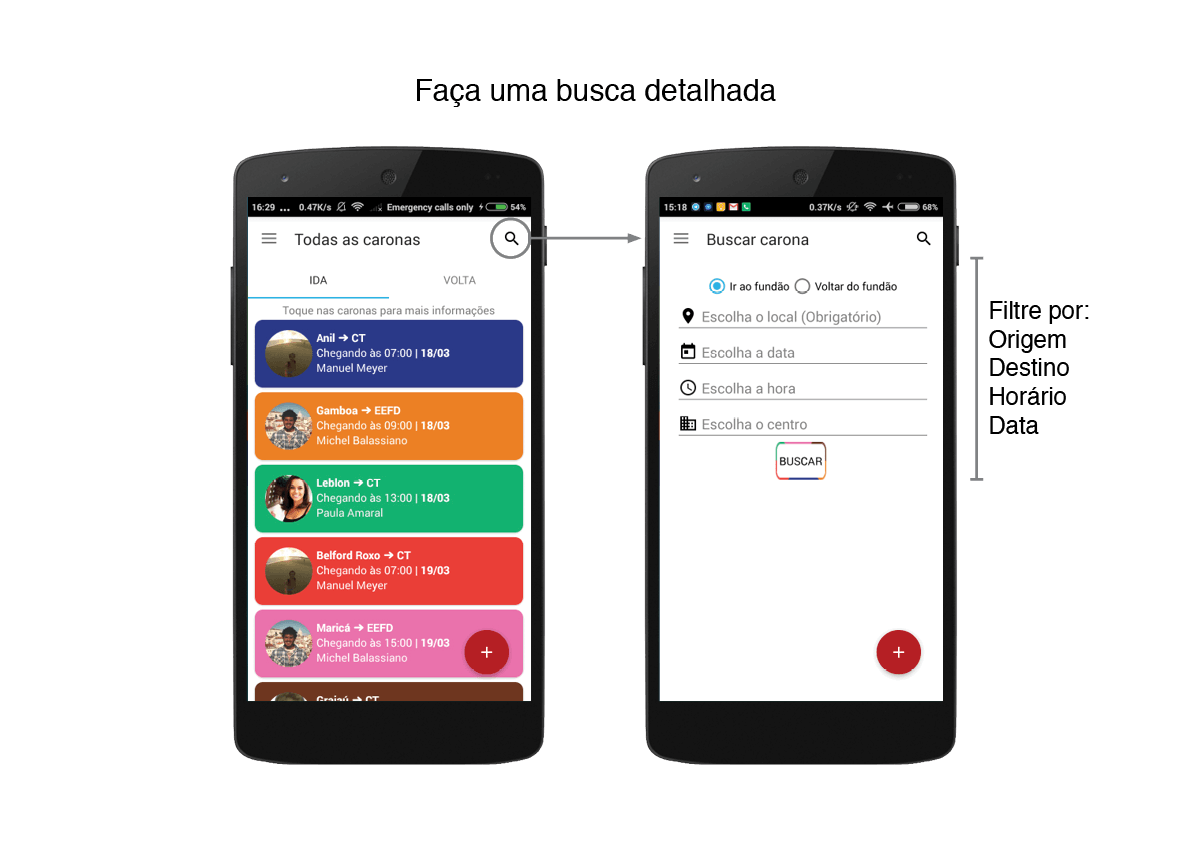 Faça uma busca detalhada
16:29 ... 0.47K/s Emergency calls only 54%
Todas as caronas
IDA VOLTA
Toque nas caronas para mais informações
Anil ➔ CT
Chegando às 07:00 | 18/03
Manuel Meyer
Gamboa ➔ EEFD
Chegando às 09:00 | 18/03
Michel Balassiano
Leblon ➔ CT
Chegando às 13:00 | 18/03
Paula Amaral
Belford Roxo ➔ CT
Chegando às 07:00 | 19/03
Manuel Meyer
Maricá ➔ EEFD
Chegando às 15:00 | 19/03
Michel Balassiano
+
Grajaú ➔ CT
15:18 0.37K/s 68%
Buscar carona
Ir ao fundão Voltar do fundão
Escolha o local (Obrigatório)
Escolha a data
Escolha a hora
Escolha o centro
BUSCAR
+
Filtre por:
Origem
Destino
Horário
Data